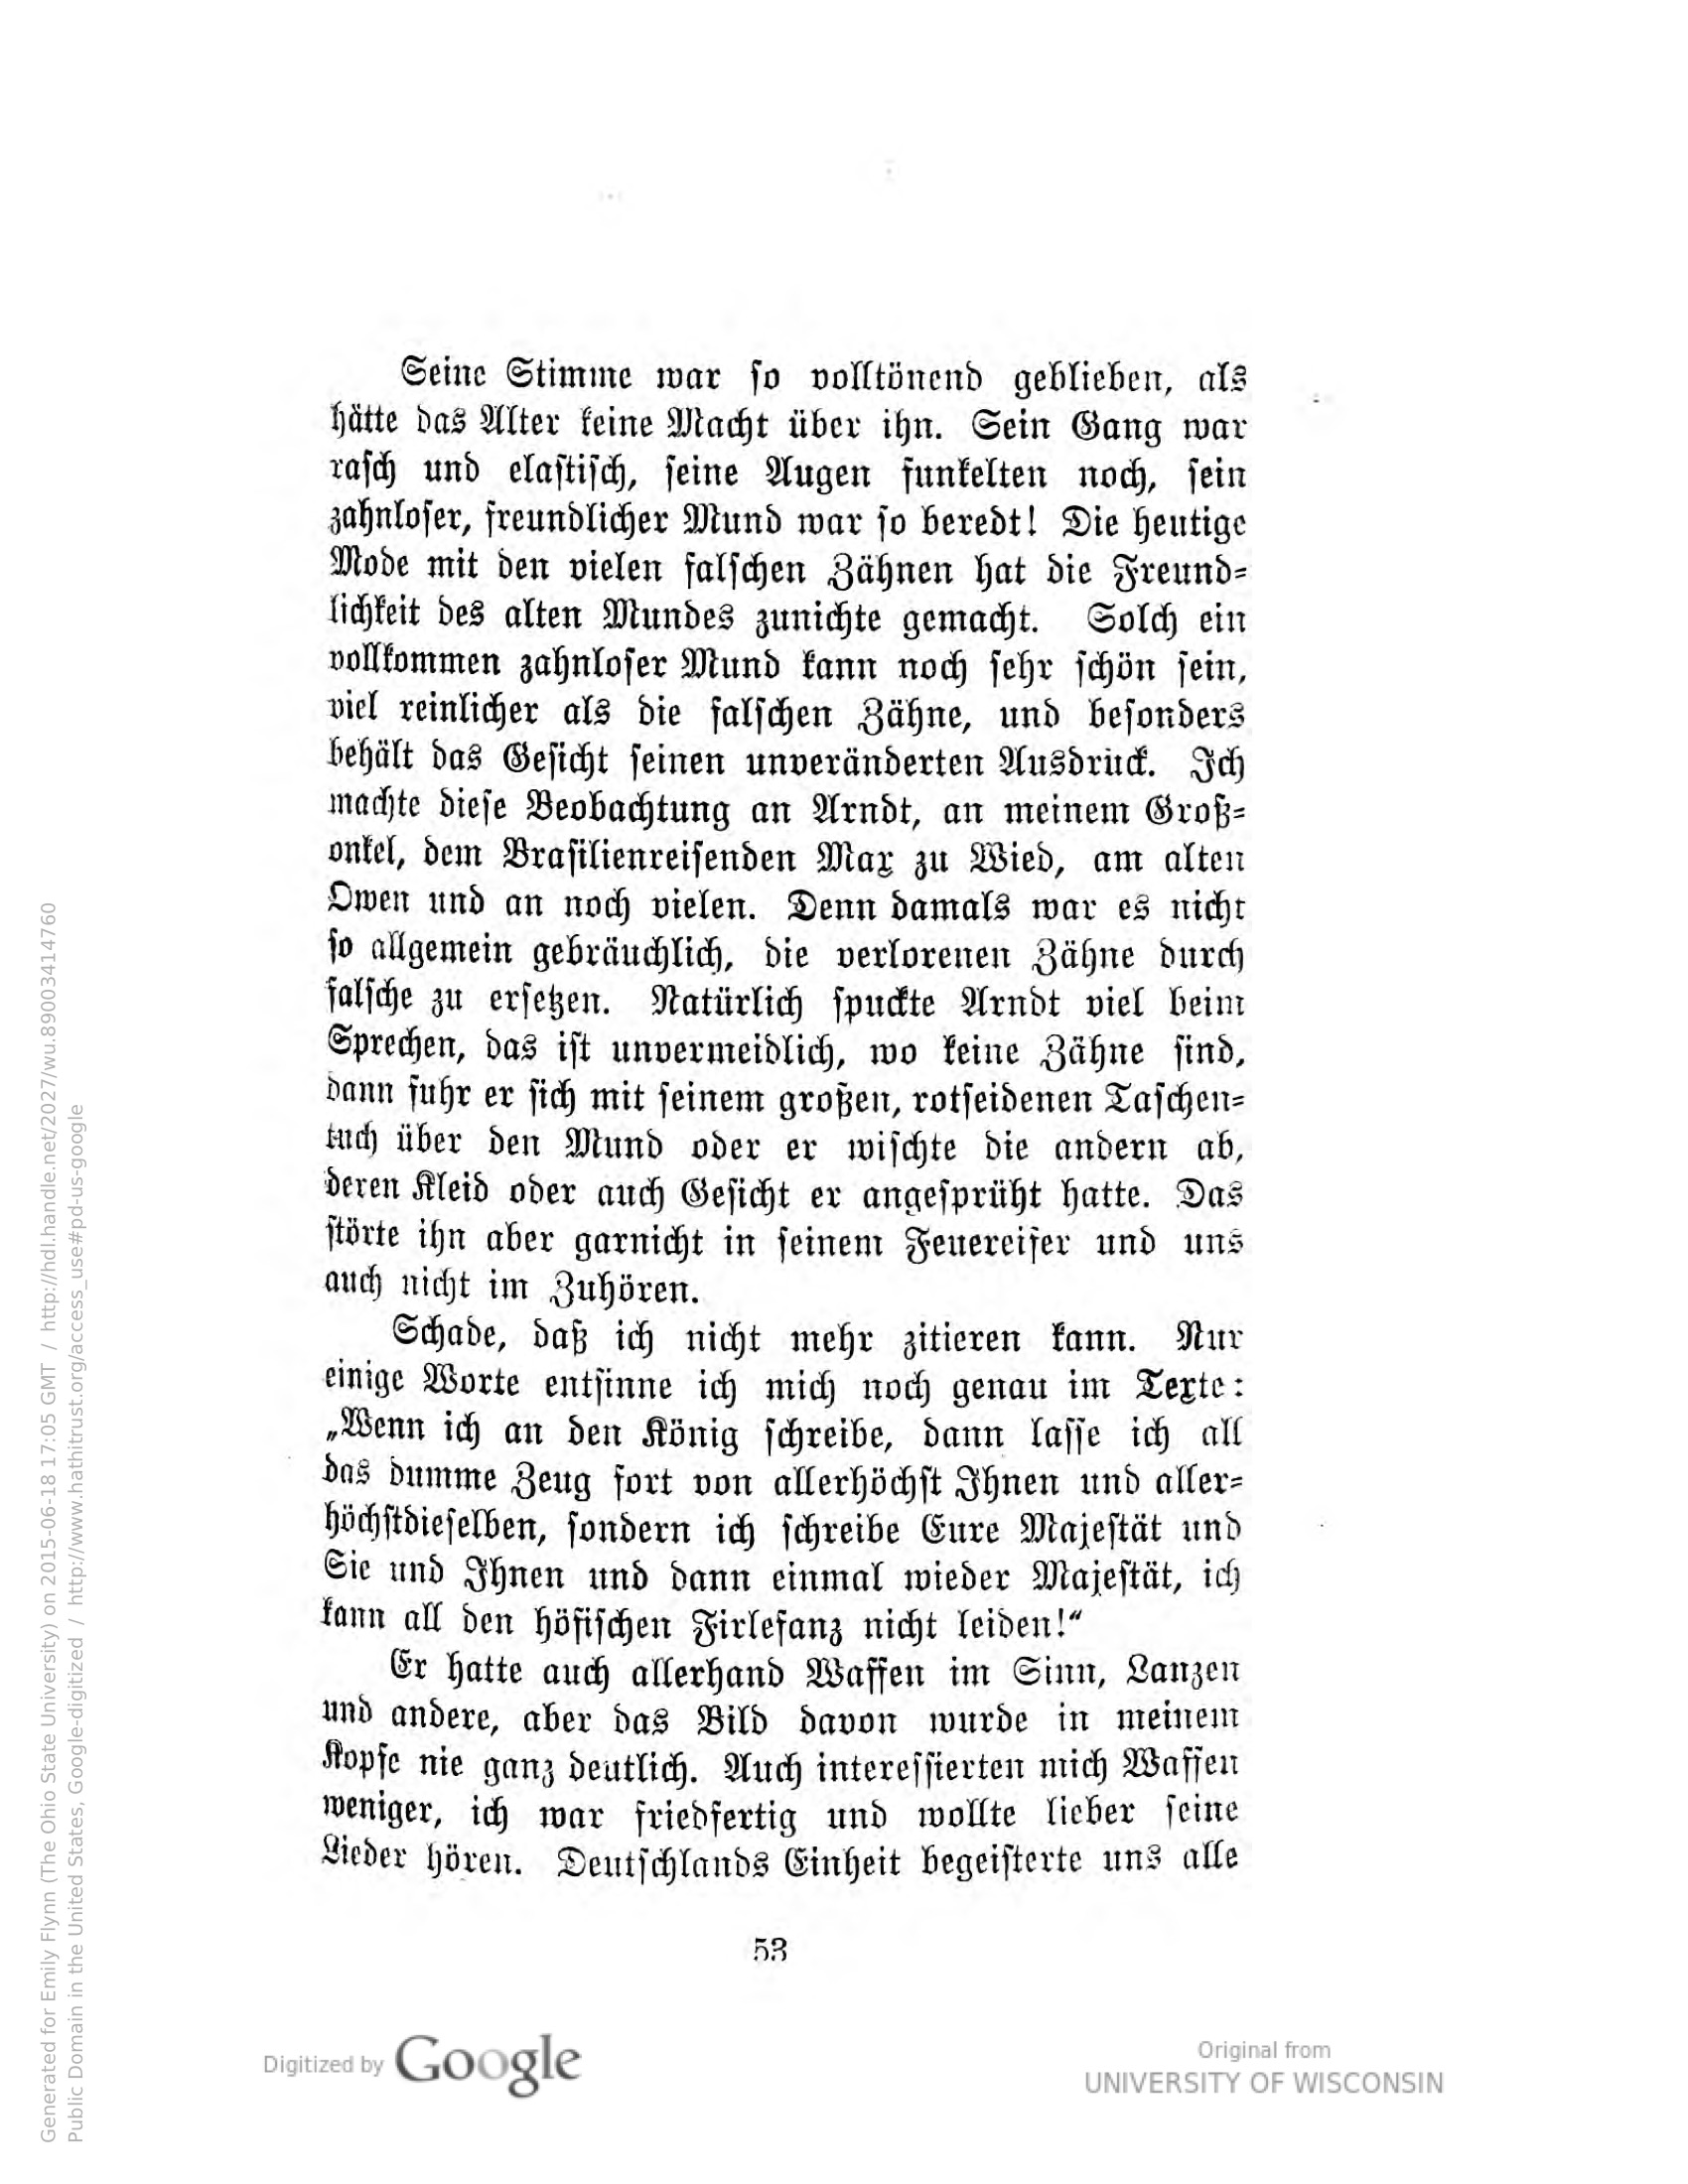 Seine Stimme war so volltönend geblieben, als
hätte das Alter keine Macht über ihn. Sein Gang war
rasch und elastisch, seine Augen funkelten noch, sein
zahnloser, freundlicher Mund war so beredt! Die heutige
Mode mit den vielen falschen Zähnen hat die Freund-
lichkeit des alten Mundes zunichte gemacht. Solch ein
vollkommen zahnloser Mund kann noch sehr schön sein,
viel reinlicher als die falschen Zähne, und besonders
behält das Gesicht seinen unveränderten Ausdruck. Ich
machte diese Beobachtung an Arndt, an meinem Groß-
onkel, dem Brasilienreisenden Max zu Wied, am alten
Owen und an noch vielen. Denn damals war es nicht
so allgemein gebräuchlich, die verlorenen Zähne durch
falsche zu ersetzen. Natürlich spuckte Arndt viel beim
Sprechen, das ist unvermeidlich, wo keine Zähne sind,
dann fuhr er sich mit seinem großen, rotseidenen Taschen-
tuch über den Mund oder er wischte die andern ab,
deren Kleid oder auch Gesicht er angesprüht hatte. Das
störte ihn aber garnicht in seinem Feuereifer und uns
auch nicht im Zuhören.
Schade, daß ich nicht mehr zitieren kann. Nur
einige Worte entsinne ich mich noch genau im Texte:
„Wenn ich an den König schreibe, dann lasse ich all
das dumme Zeug fort von allerhöchst Ihnen und aller-
höchstdieselben, sondern ich schreibe Eure Majestät und
Sie und Ihnen und dann einmal wieder Majestät, ich
kann all den höfischen Firlefanz nicht leiden!“
Er hatte auch allerhand Waffen im Sinn, Lanzen
und andere, aber das Bild davon wurde in meinem
Kopfe nie ganz deutlich. Auch interessierten mich Waffen
weniger, ich war friedfertig und wollte lieber seine
Lieder hören. Deutschlands Einheit begeisterte uns alle
53
Digitized by Google
Original from
UNIVERSITY OF WISCONSIN
Generated for Emily Flynn (The Ohio State University) on 2015-06-18 17:05 GMT / http://hdl.handle.net/2027/wu.89003414760
Public Domain in the United States, Google-digitized / http://www.hathitrust.org/access_use#pd-us-google